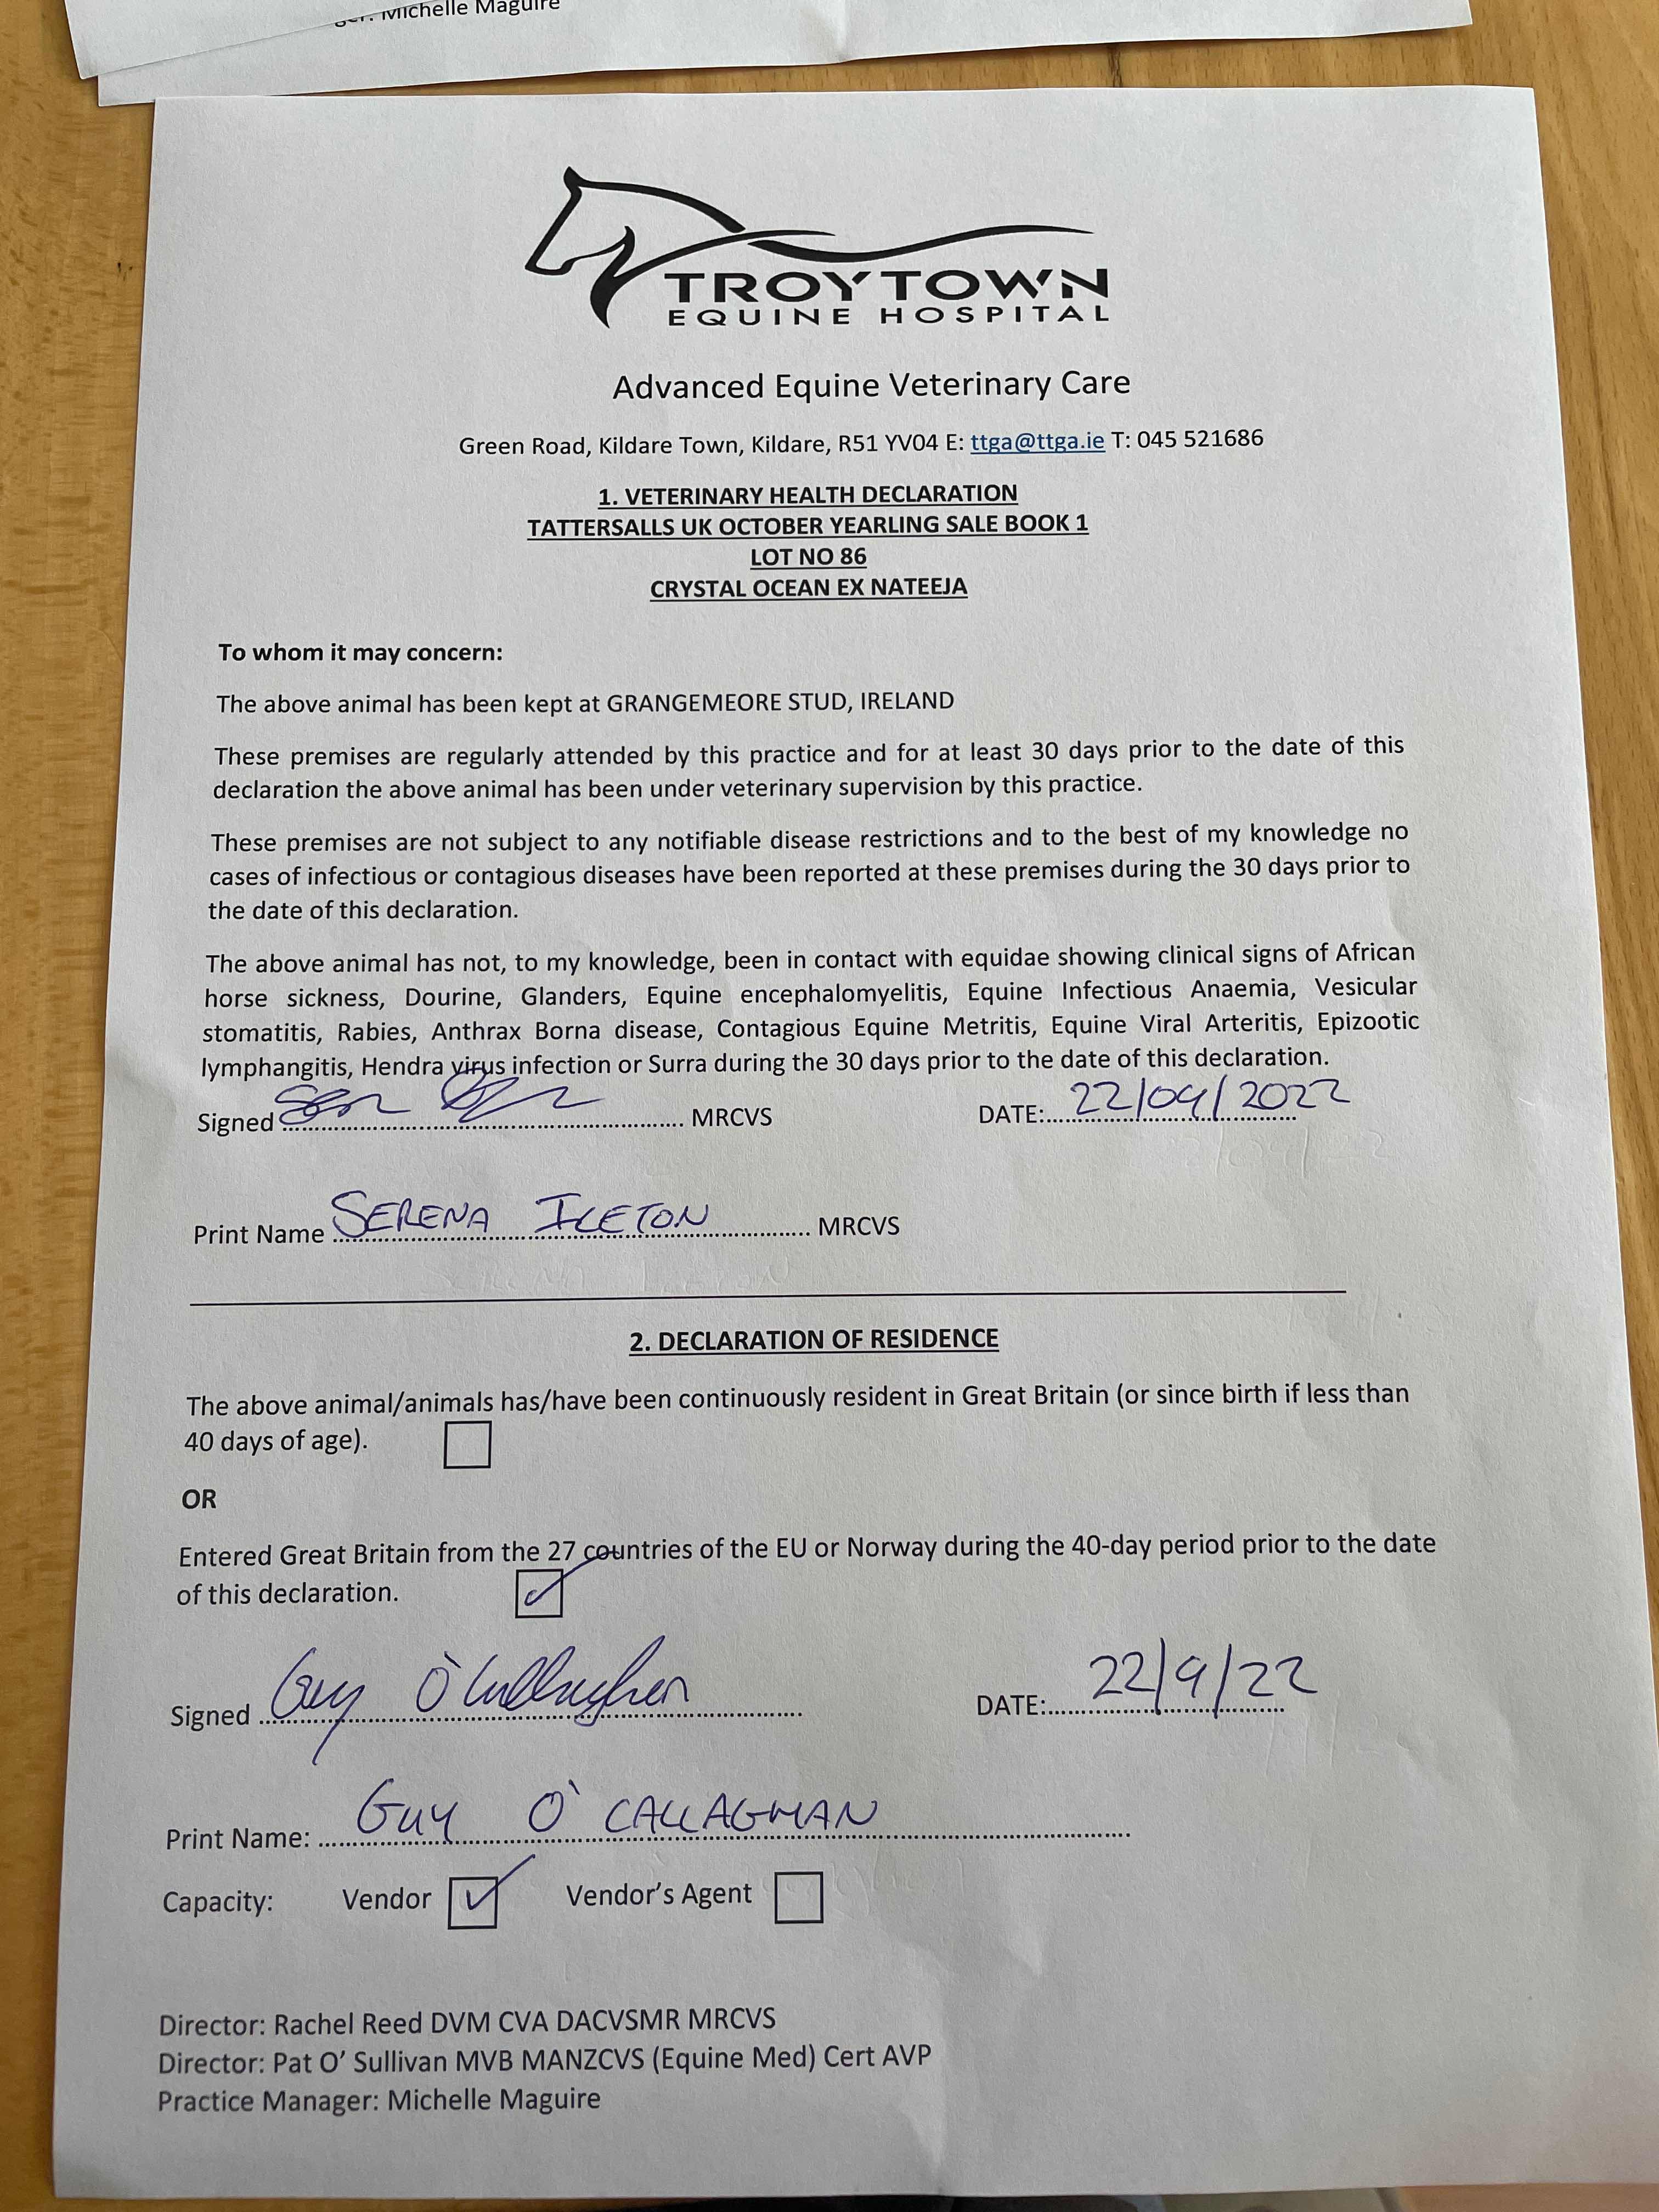 Michelle Maguire
TROYTOWN
EQUINE HOSPITAL
Advanced Equine Veterinary Care
Green Road, Kildare Town, Kildare, R51 YV04 E: ttga@ttga.ie T: 045 521686
1. VETERINARY HEALTH DECLARATION
TATTERSALLS UK OCTOBER YEARLING SALE BOOK 1
LOT NO 86
CRYSTAL OCEAN EX NATEEJA
To whom it may concern:
The above animal has been kept at GRANGEMEORE STUD, IRELAND
These premises are regularly attended by this practice and for at least 30 days prior to the date of this
declaration the above animal has been under veterinary supervision by this practice.
These premises are not subject to any notifiable disease restrictions and to the best of my knowledge no
cases of infectious or contagious diseases have been reported at these premises during the 30 days prior to
the date of this declaration.
The above animal has not, to my knowledge, been in contact with equidae showing clinical signs of African
horse sickness, Dourine, Glanders, Equine encephalomyelitis, Equine Infectious Anaemia, Vesicular
stomatitis, Rabies, Anthrax Borna disease, Contagious Equine Metritis, Equine Viral Arteritis, Epizootic
lymphangitis, Hendra virus infection or Surra during the 30 days prior to the date of this declaration.
Signed MRCVS DATE: 22/09/2022
Print Name SERENA ILETON MRCVS
2. DECLARATION OF RESIDENCE
The above animal/animals has/have been continuously resident in Great Britain (or since birth if less than
40 days of age).
OR
Entered Great Britain from the 27 countries of the EU or Norway during the 40-day period prior to the date
of this declaration.
Signed Guy O'Callaghan DATE: 22/9/22
Print Name: GUY O'CALLAGHAN
Capacity: Vendor Vendor's Agent
Director: Rachel Reed DVM CVA DACVSMR MRCVS
Director: Pat O' Sullivan MVB MANZCVS (Equine Med) Cert AVP
Practice Manager: Michelle Maguire